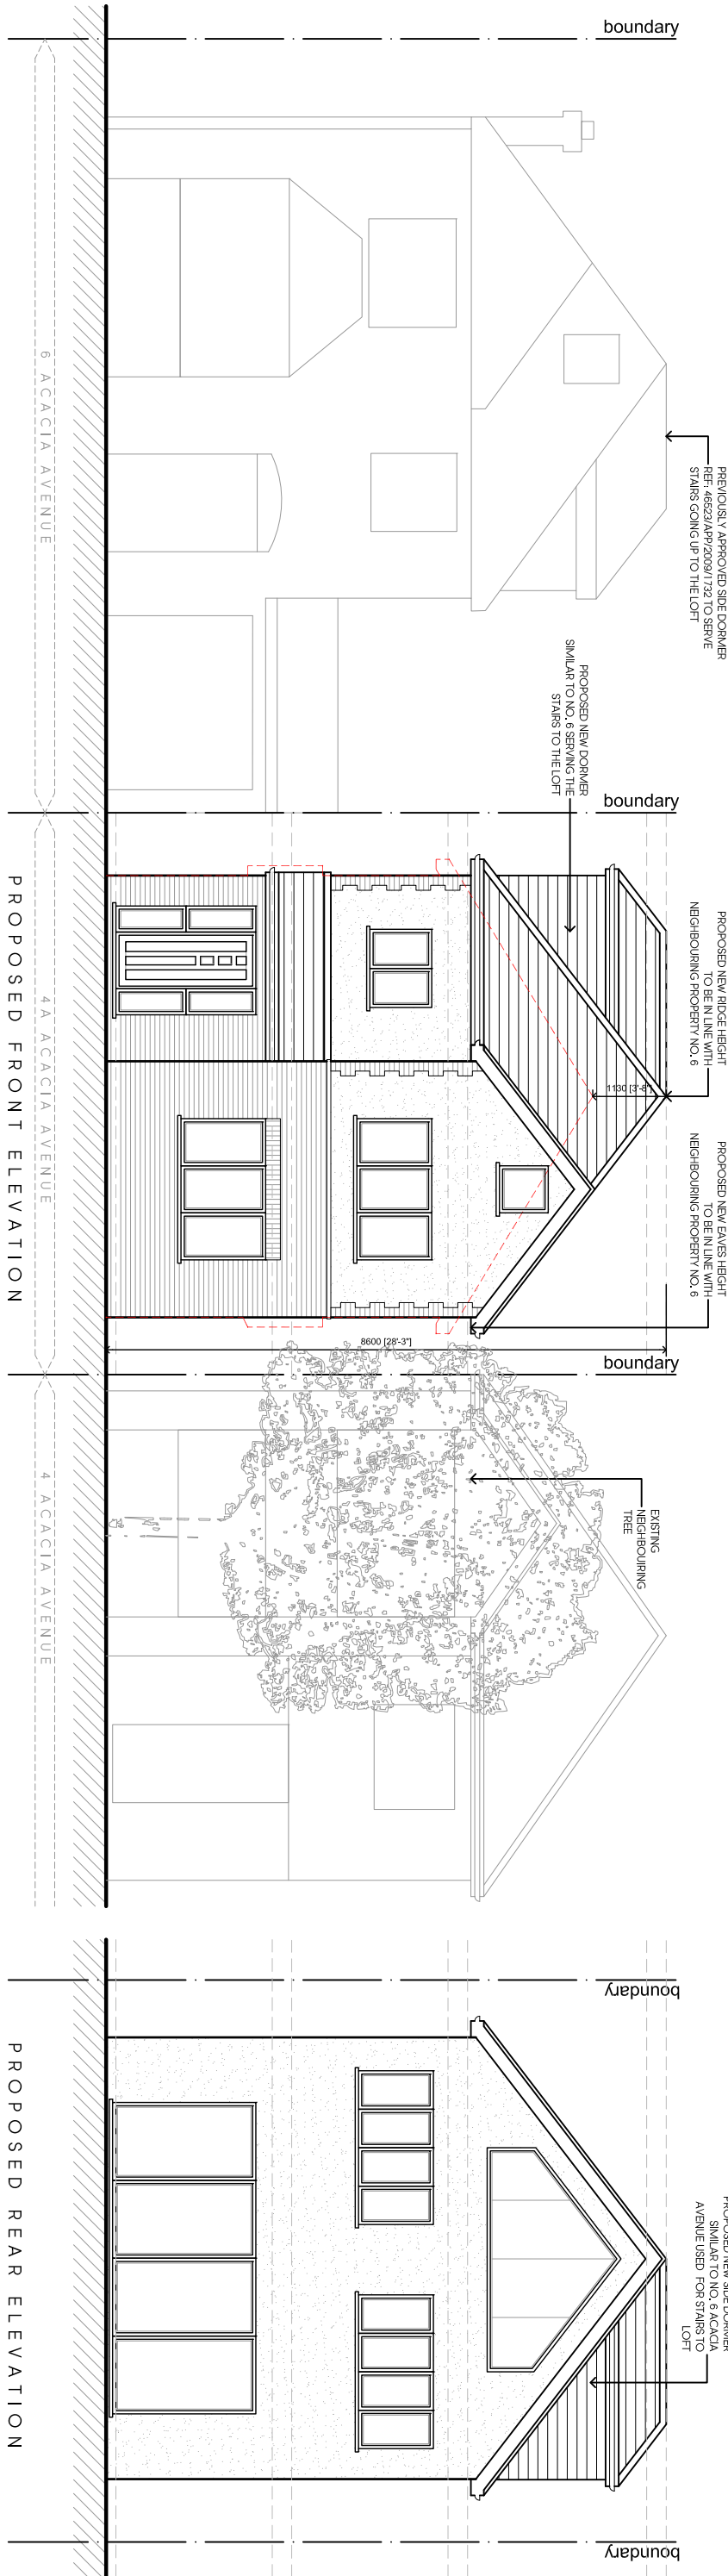 boundary
PREVIOUSLY APPROVED SIDE DORMER
REF: 46523/APP/2009/1732 TO SERVE
STAIRS GOING UP TO THE LOFT
6 ACACIA AVENUE
PROPOSED NEW DORMER
SIMILAR TO NO. 6 SERVING THE
STAIRS TO THE LOFT
boundary
PROPOSED NEW RIDGE HEIGHT
TO BE IN LINE WITH
NEIGHBOURING PROPERTY NO. 6
1130 [3'-8"]
PROPOSED NEW EAVES HEIGHT
TO BE IN LINE WITH
NEIGHBOURING PROPERTY NO. 6
4A ACACIA AVENUE
PROPOSED FRONT ELEVATION
8600 [28'-3"]
boundary
EXISTING
NEIGHBOURING
TREE
4 ACACIA AVENUE
boundary
PROPOSED NEW SIDE DORMER
SIMILAR TO NO. 6 ACACIA
AVENUE USED FOR STAIRS TO
LOFT
PROPOSED REAR ELEVATION
boundary